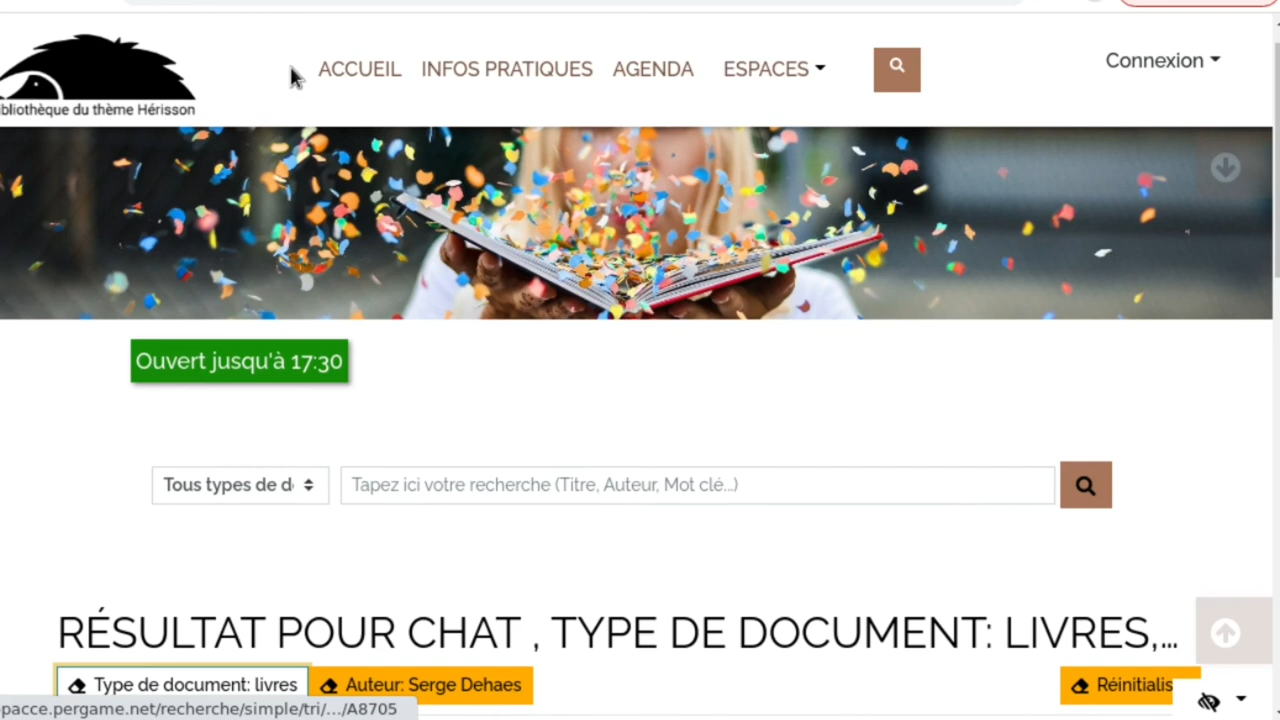 bliothèque du thème Hérisson
ACCUEIL INFOS PRATIQUES AGENDA ESPACES
Connexion
Ouvert jusqu'à 17:30
Tous types de d
Tapez ici votre recherche (Titre, Auteur, Mot clé...)
RÉSULTAT POUR CHAT , TYPE DE DOCUMENT: LIVRES,...
Type de document: livres
Auteur: Serge Dehaes
Réinitialis
pacce.pergame.net/recherche/simple/tri/.../A8705